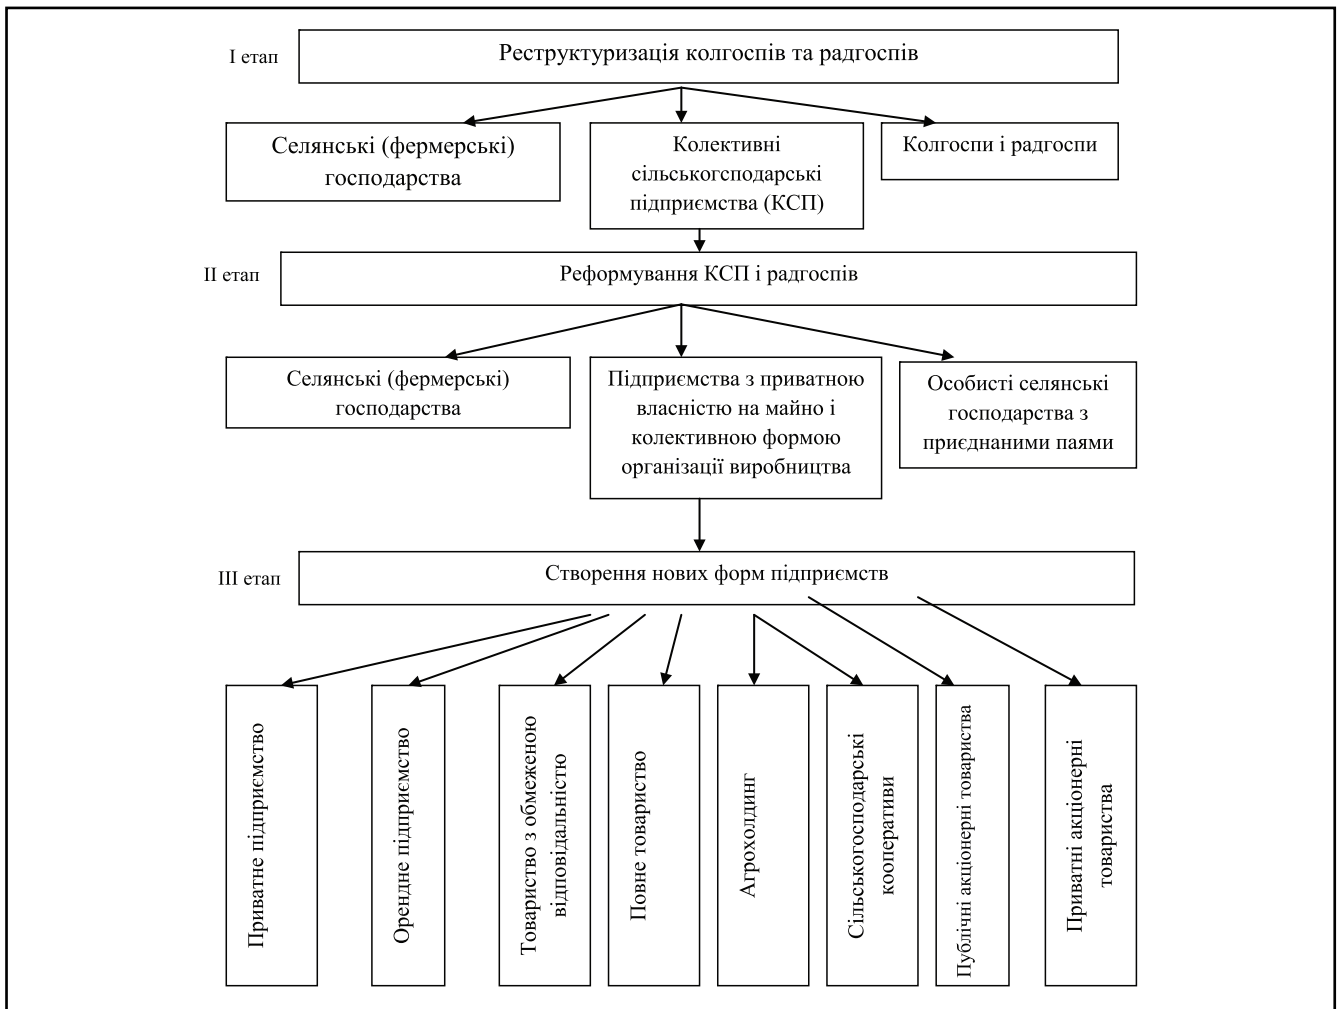 І етап
Реструктуризація колгоспів та радгоспів
Селянські (фермерські)
господарства
Колективні
сільськогсподарські
підприємства (КСП)
Колгоспи і радгоспи
ІІ етап
Реформування КСП і радгоспів
Селянські (фермерські)
господарства
Підприємства з приватною
власністю на майно і
колективною формою
організації виробництва
Особисті селянські
господарства з
приєднаними паями
ІІІ етап
Створення нових форм підприємств
Приватне підприємство
Орендне підприємство
Товариство з обмеженою
відповідальністю
Повне товариство
Агрохолдинг
Сільськогосподарські
кооперативи
Публічні акціонерні товариства
Приватні акціонерні
товариства